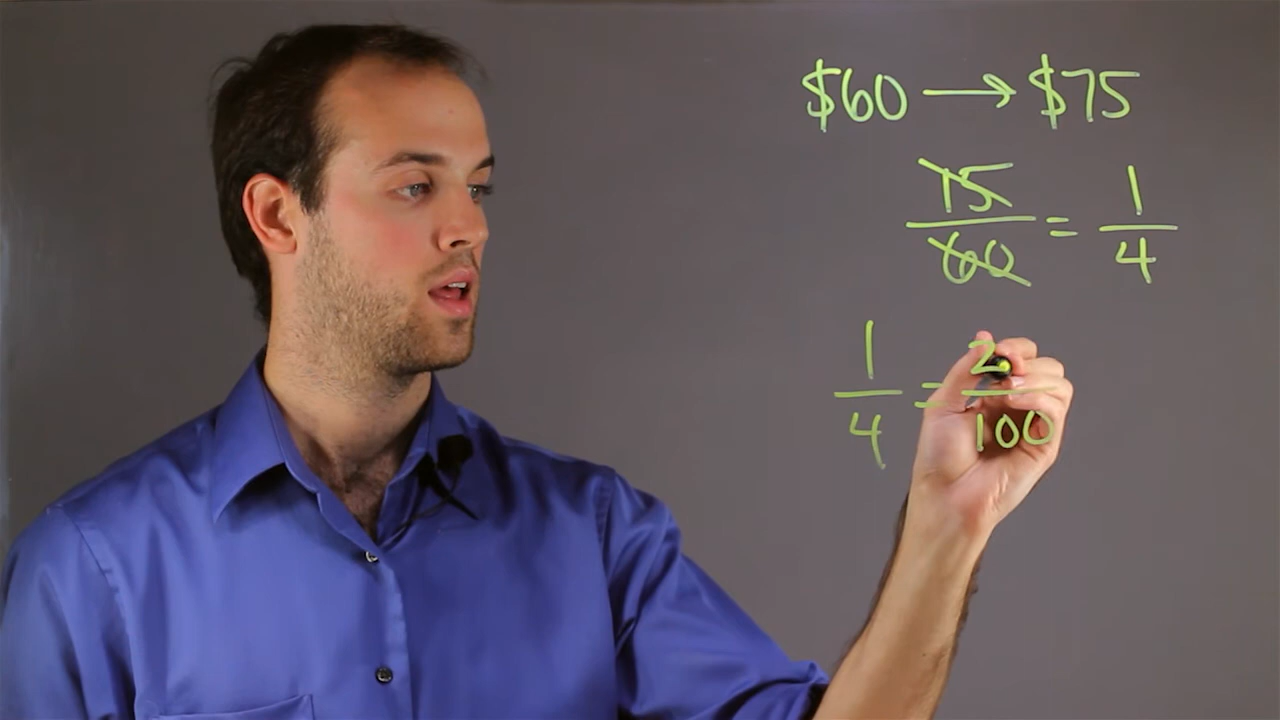 $60 → $75
15/60 = 1/4
1/4 = 2/100